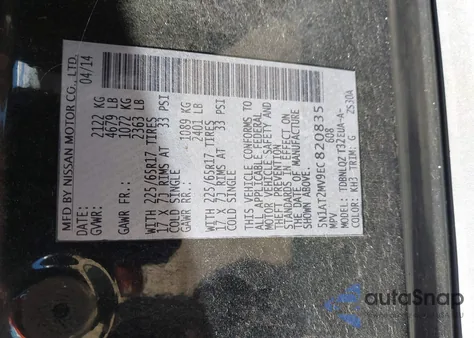 MFD BY NISSAN MOTOR CO., LTD.
DATE: 04/14
GVWR: 2122 KG
4679 LB
GAWR FR: 1072 KG
2363 LB
WITH 225/65R17 TIRES
17 X 7J RIMS AT 33 PSI
COLD SINGLE
GAWR RR: 1089 KG
2401 LB
WITH 225/65R17 TIRES
17 X 7J RIMS AT 33 PSI
COLD SINGLE
THIS VEHICLE CONFORMS TO
ALL APPLICABLE FEDERAL
MOTOR VEHICLE SAFETY AND
THEFT PREVENTION
STANDARDS IN EFFECT ON
THE DATE OF MANUFACTURE
SHOWN ABOVE.
5N1AT2MV9EC820835
MPV 608
MODEL: TDRNLQZ T32EUA-A-
COLOR: KH3 TRIM: G 2S30A
autoSnap